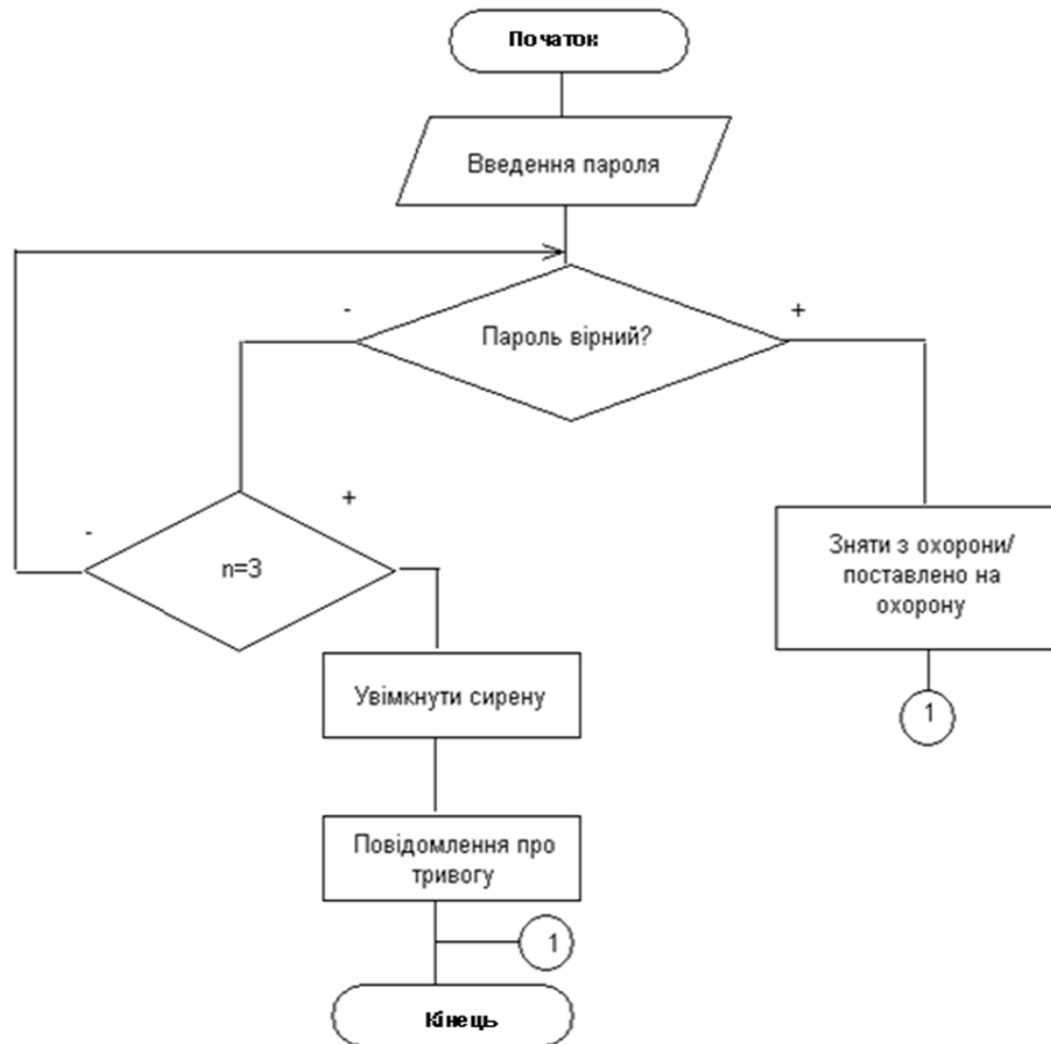 Початок
Введення пароля
-
+
Пароль вірний?
-
+
n=3
Зняти з охорони/
поставлено на
охорону
Увімкнути сирену
1
Повідомлення про
тривогу
1
Кінець